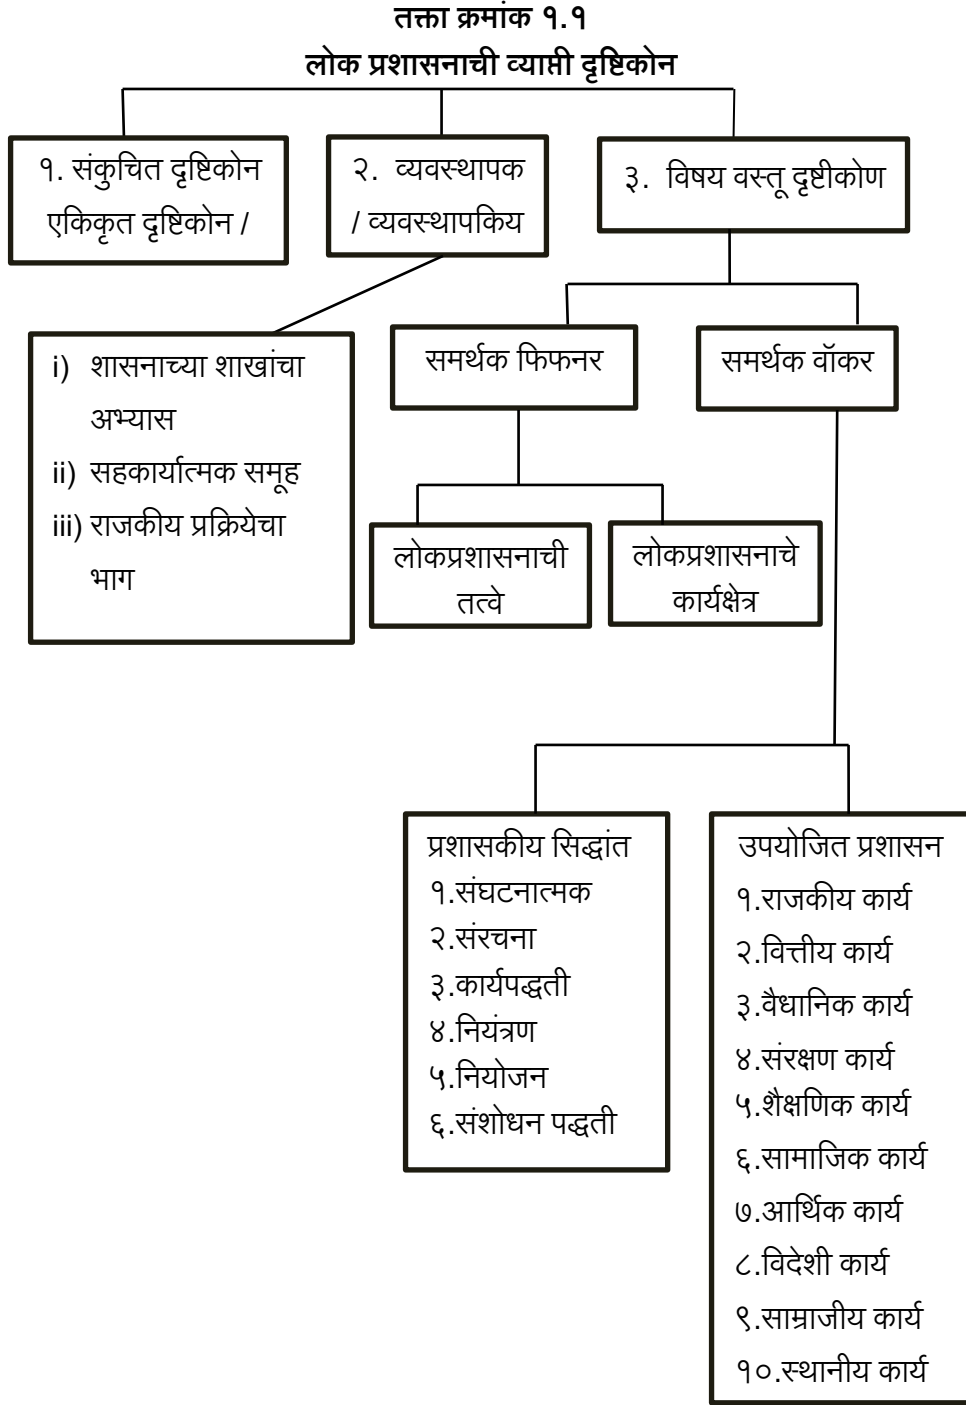 तक्ता क्रमांक १.१
लोक प्रशासनाची व्याप्ती दृष्टिकोन
१. संकुचित दृष्टिकोन
एकिकृत दृष्टिकोन /
२. व्यवस्थापक
/ व्यवस्थापकिय
३. विषय वस्तू दृष्टीकोण
i) शासनाच्या शाखांचा
अभ्यास
ii) सहकार्यात्मक समूह
iii) राजकीय प्रक्रियेचा
भाग
समर्थक फिफनर
समर्थक वॉकर
लोकप्रशासनाची
तत्वे
लोकप्रशासनाचे
कार्यक्षेत्र
प्रशासकीय सिद्धांत
१.संघटनात्मक
२.संरचना
३.कार्यपद्धती
४.नियंत्रण
५.नियोजन
६.संशोधन पद्धती
उपयोजित प्रशासन
१.राजकीय कार्य
२.वित्तीय कार्य
३.वैधानिक कार्य
४.संरक्षण कार्य
५.शैक्षणिक कार्य
६.सामाजिक कार्य
७.आर्थिक कार्य
८.विदेशी कार्य
९.साम्राजीय कार्य
१०.स्थानीय कार्य